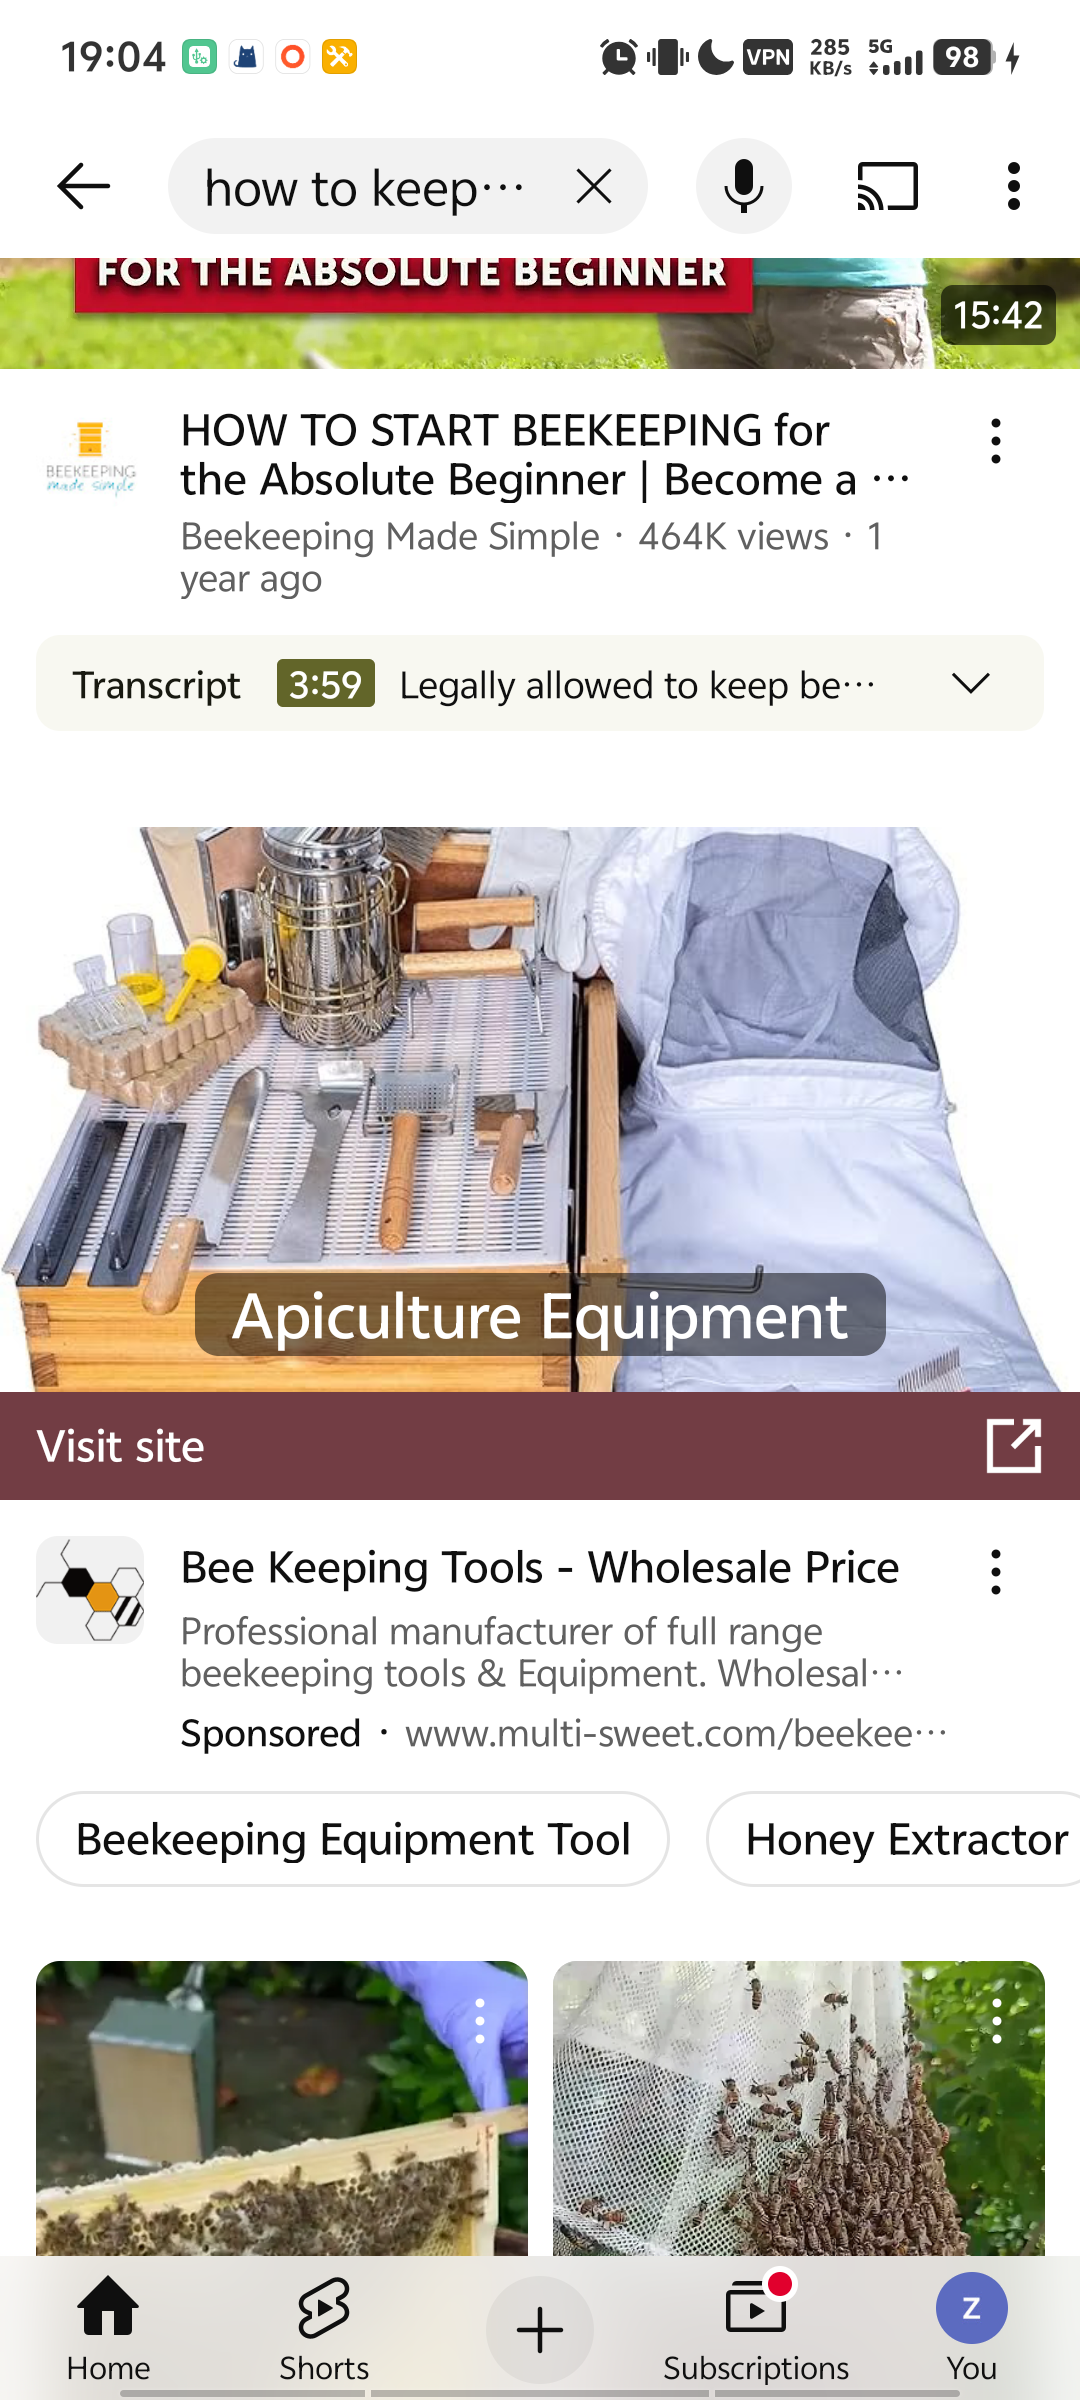 19:04
VPN
285
KB/s
5G
98
how to keep···
FOR THE ABSOLUTE BEGINNER
15:42
BEEKEEPING
made simple
HOW TO START BEEKEEPING for
the Absolute Beginner | Become a ···
Beekeeping Made Simple · 464K views · 1
year ago
Transcript
3:59
Legally allowed to keep be···
Apiculture Equipment
Visit site
Bee Keeping Tools - Wholesale Price
Professional manufacturer of full range
beekeeping tools & Equipment. Wholesal···
Sponsored · www.multi-sweet.com/beekee···
Beekeeping Equipment Tool
Honey Extractor
Home
Shorts
Subscriptions
Z
You